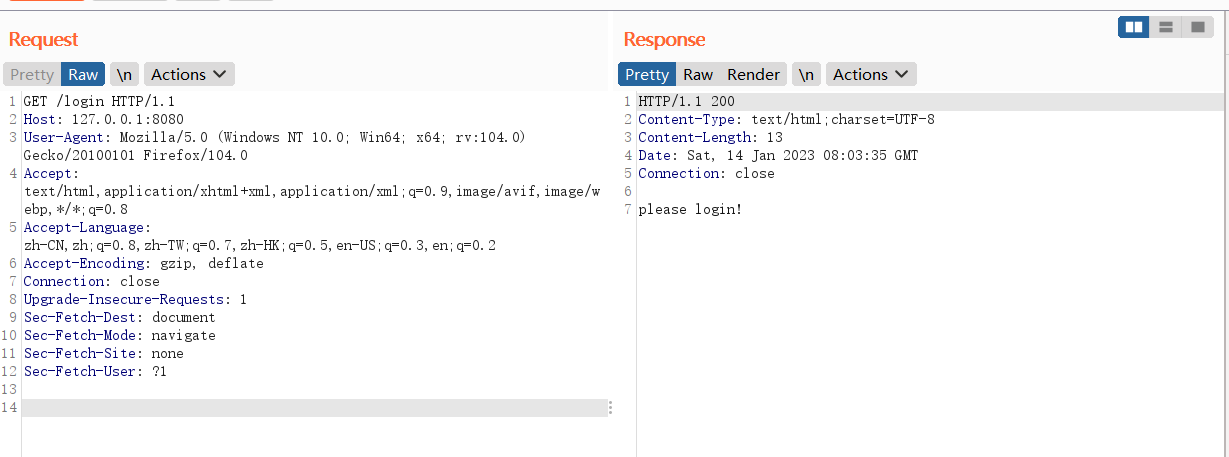 Request
Pretty Raw \n Actions
1 GET /login HTTP/1.1
2 Host: 127.0.0.1:8080
3 User-Agent: Mozilla/5.0 (Windows NT 10.0; Win64; x64; rv:104.0)
Gecko/20100101 Firefox/104.0
4 Accept:
text/html,application/xhtml+xml,application/xml;q=0.9,image/avif,image/w
ebp,*/*;q=0.8
5 Accept-Language:
zh-CN,zh;q=0.8,zh-TW;q=0.7,zh-HK;q=0.5,en-US;q=0.3,en;q=0.2
6 Accept-Encoding: gzip, deflate
7 Connection: close
8 Upgrade-Insecure-Requests: 1
9 Sec-Fetch-Dest: document
10 Sec-Fetch-Mode: navigate
11 Sec-Fetch-Site: none
12 Sec-Fetch-User: ?1
13
14
Response
Pretty Raw Render \n Actions
1 HTTP/1.1 200
2 Content-Type: text/html;charset=UTF-8
3 Content-Length: 13
4 Date: Sat, 14 Jan 2023 08:03:35 GMT
5 Connection: close
6
7 please login!